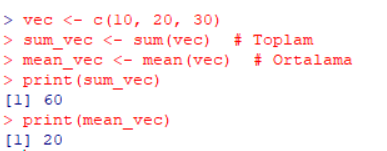 > vec <- c(10, 20, 30)
> sum_vec <- sum(vec)  # Toplam
> mean_vec <- mean(vec)  # Ortalama
> print(sum_vec)
[1] 60
> print(mean_vec)
[1] 20